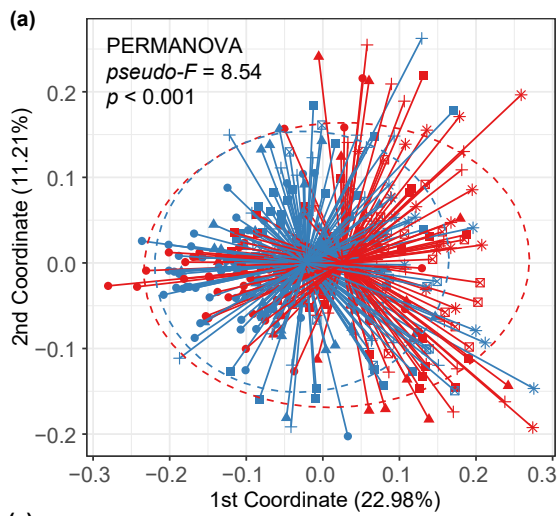 (a)
PERMANOVA
pseudo-F = 8.54
p < 0.001
2nd Coordinate (11.21%)
0.2
0.1
0.0
−0.1
−0.2
−0.3 −0.2 −0.1 0.0 0.1 0.2 0.3
1st Coordinate (22.98%)